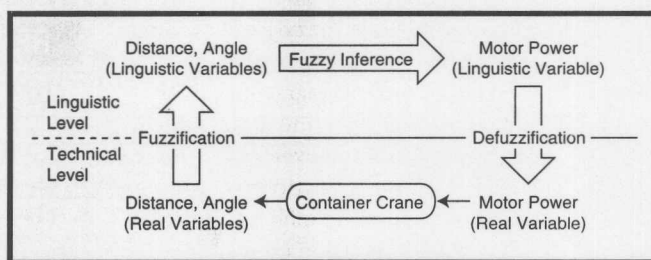 Distance, Angle
(Linguistic Variables)
Fuzzy Inference
Motor Power
(Linguistic Variable)
Linguistic
Level
Fuzzification
Defuzzification
Technical
Level
Distance, Angle
(Real Variables)
Container Crane
Motor Power
(Real Variable)